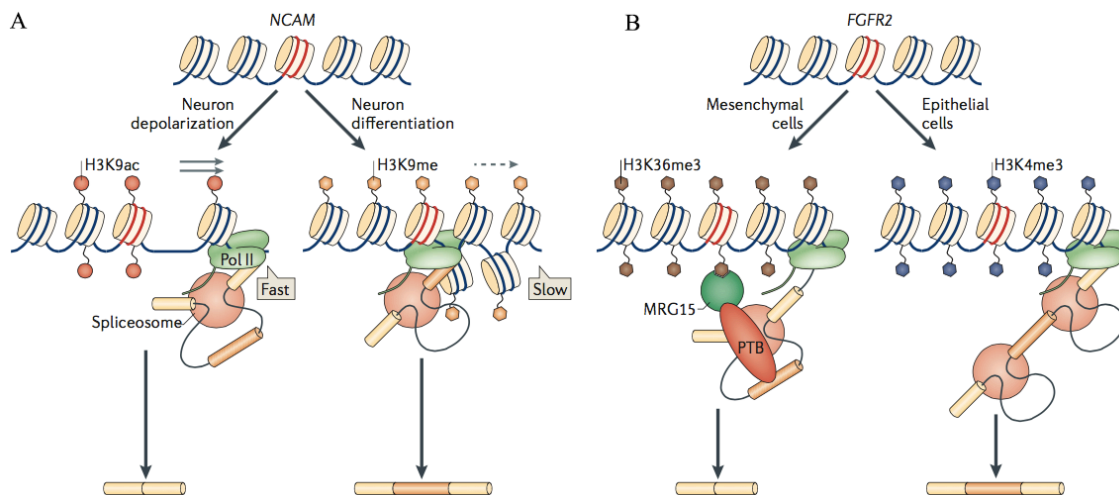 A
NCAM
Neuron
depolarization
Neuron
differentiation
H3K9ac
H3K9me
Pol II
Fast
Slow
Spliceosome
B
FGFR2
Mesenchymal
cells
Epithelial
cells
H3K36me3
H3K4me3
MRG15
PTB